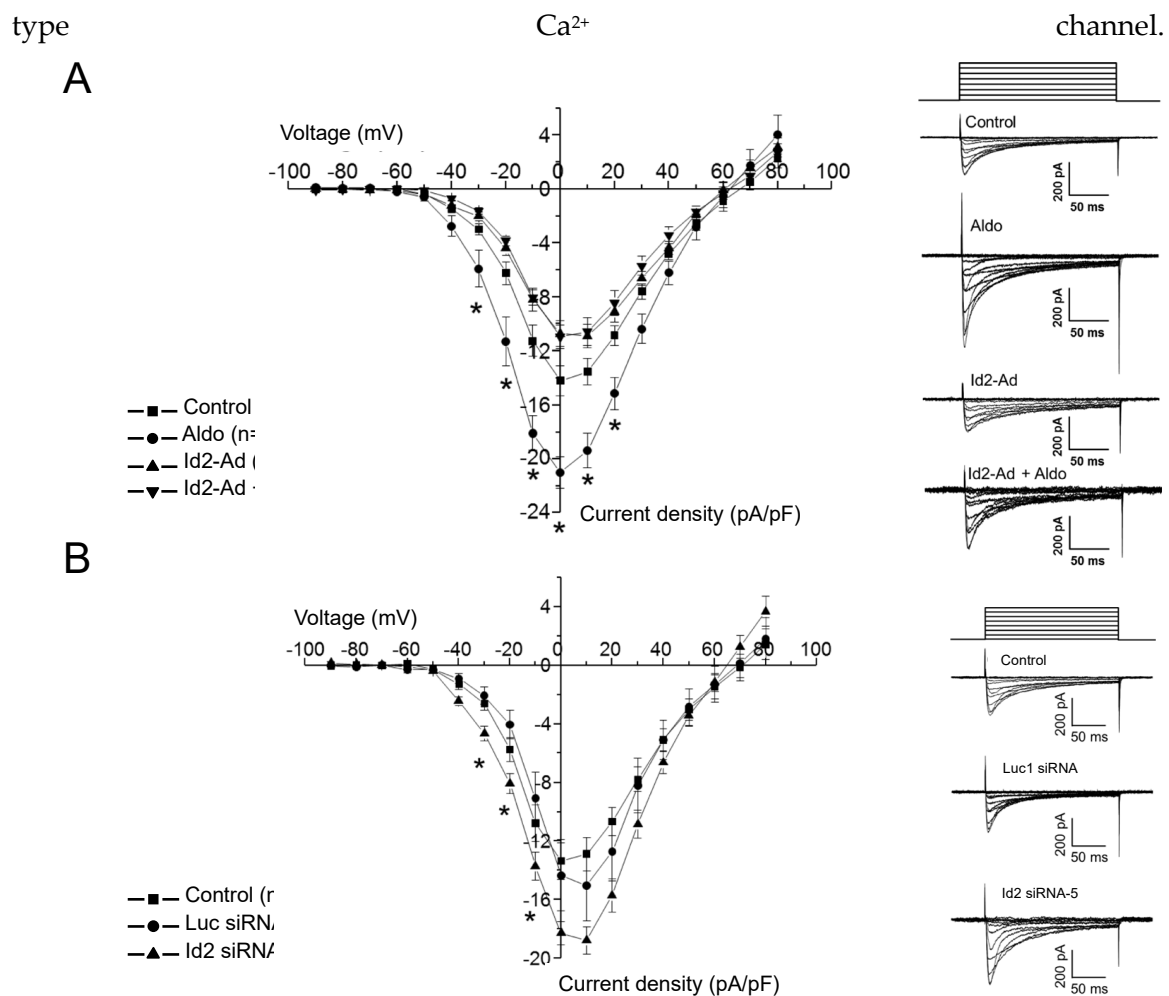 type Ca²⁺ channel.
A
Voltage (mV)
-100 -80 -60 -40 -20 0 20 40 60 80 100
4
0
-4
-8
-12
-16
-20
-24
Current density (pA/pF)
* * * * * *
Control
Aldo (n=
Id2-Ad (
Id2-Ad
Control
200 pA
50 ms
Aldo
200 pA
50 ms
Id2-Ad
200 pA
50 ms
Id2-Ad + Aldo
200 pA
50 ms
B
Voltage (mV)
-100 -80 -60 -40 -20 0 20 40 60 80 100
4
0
-4
-8
-12
-16
-20
Current density (pA/pF)
* * *
Control (n
Luc siRNA
Id2 siRNA
Control
200 pA
50 ms
Luc1 siRNA
200 pA
50 ms
Id2 siRNA-5
200 pA
50 ms